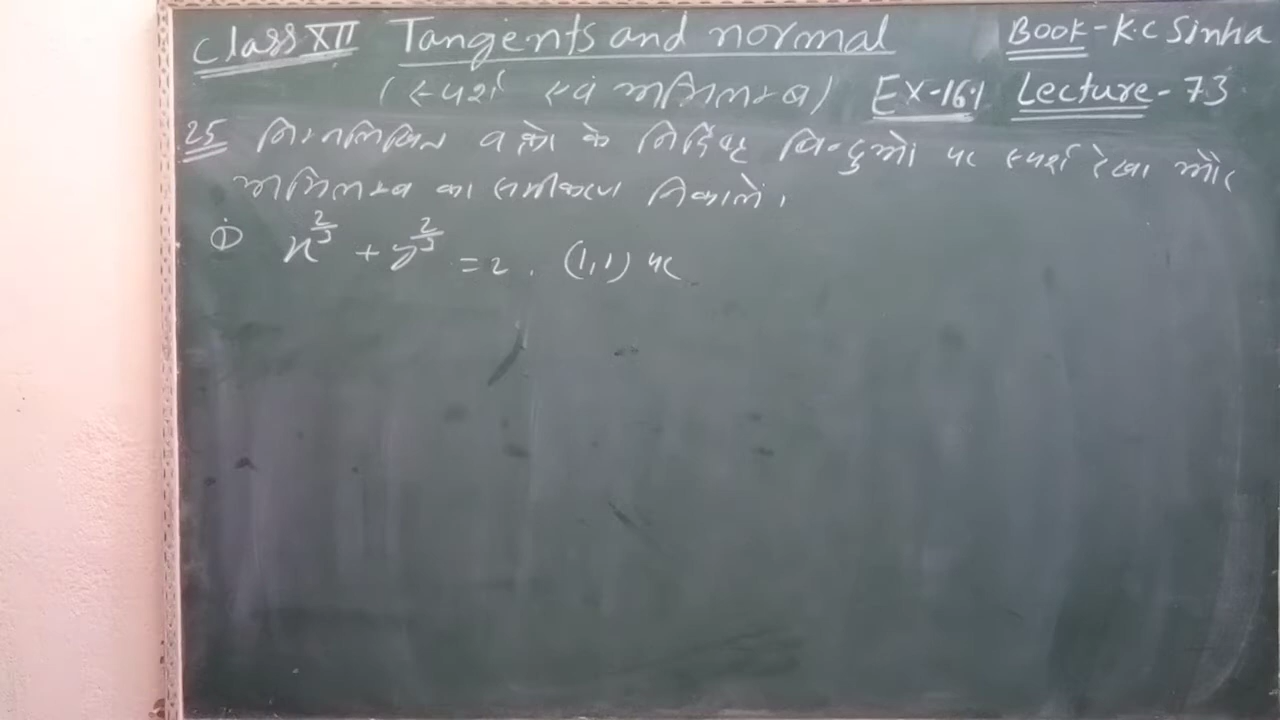 Class XII Tangents and normal Book - K.C Sinha
(स्पर्श एवं अभिलम्ब) EX-16.1 Lecture - 73
25 निम्नलिखित वक्रो के निर्दिष्ट बिन्दुओं पर स्पर्श रेखा और
अभिलम्ब का समीकरण निकाले।
① x^{2/3} + y^{2/3} = 2, (1,1) पर